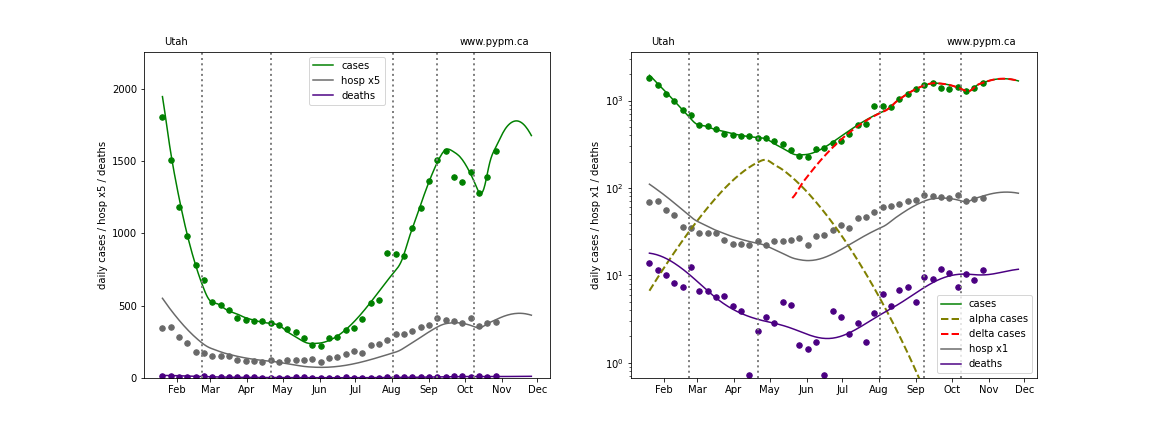 Utah www.pypm.ca
daily cases / hosp x5 / deaths
2000
1500
1000
500
0
cases
hosp x5
deaths
Feb Mar Apr May Jun Jul Aug Sep Oct Nov Dec
Utah www.pypm.ca
daily cases / hosp x1 / deaths
10³
10²
10¹
10⁰
cases
alpha cases
delta cases
hosp x1
deaths
Feb Mar Apr May Jun Jul Aug Sep Oct Nov Dec